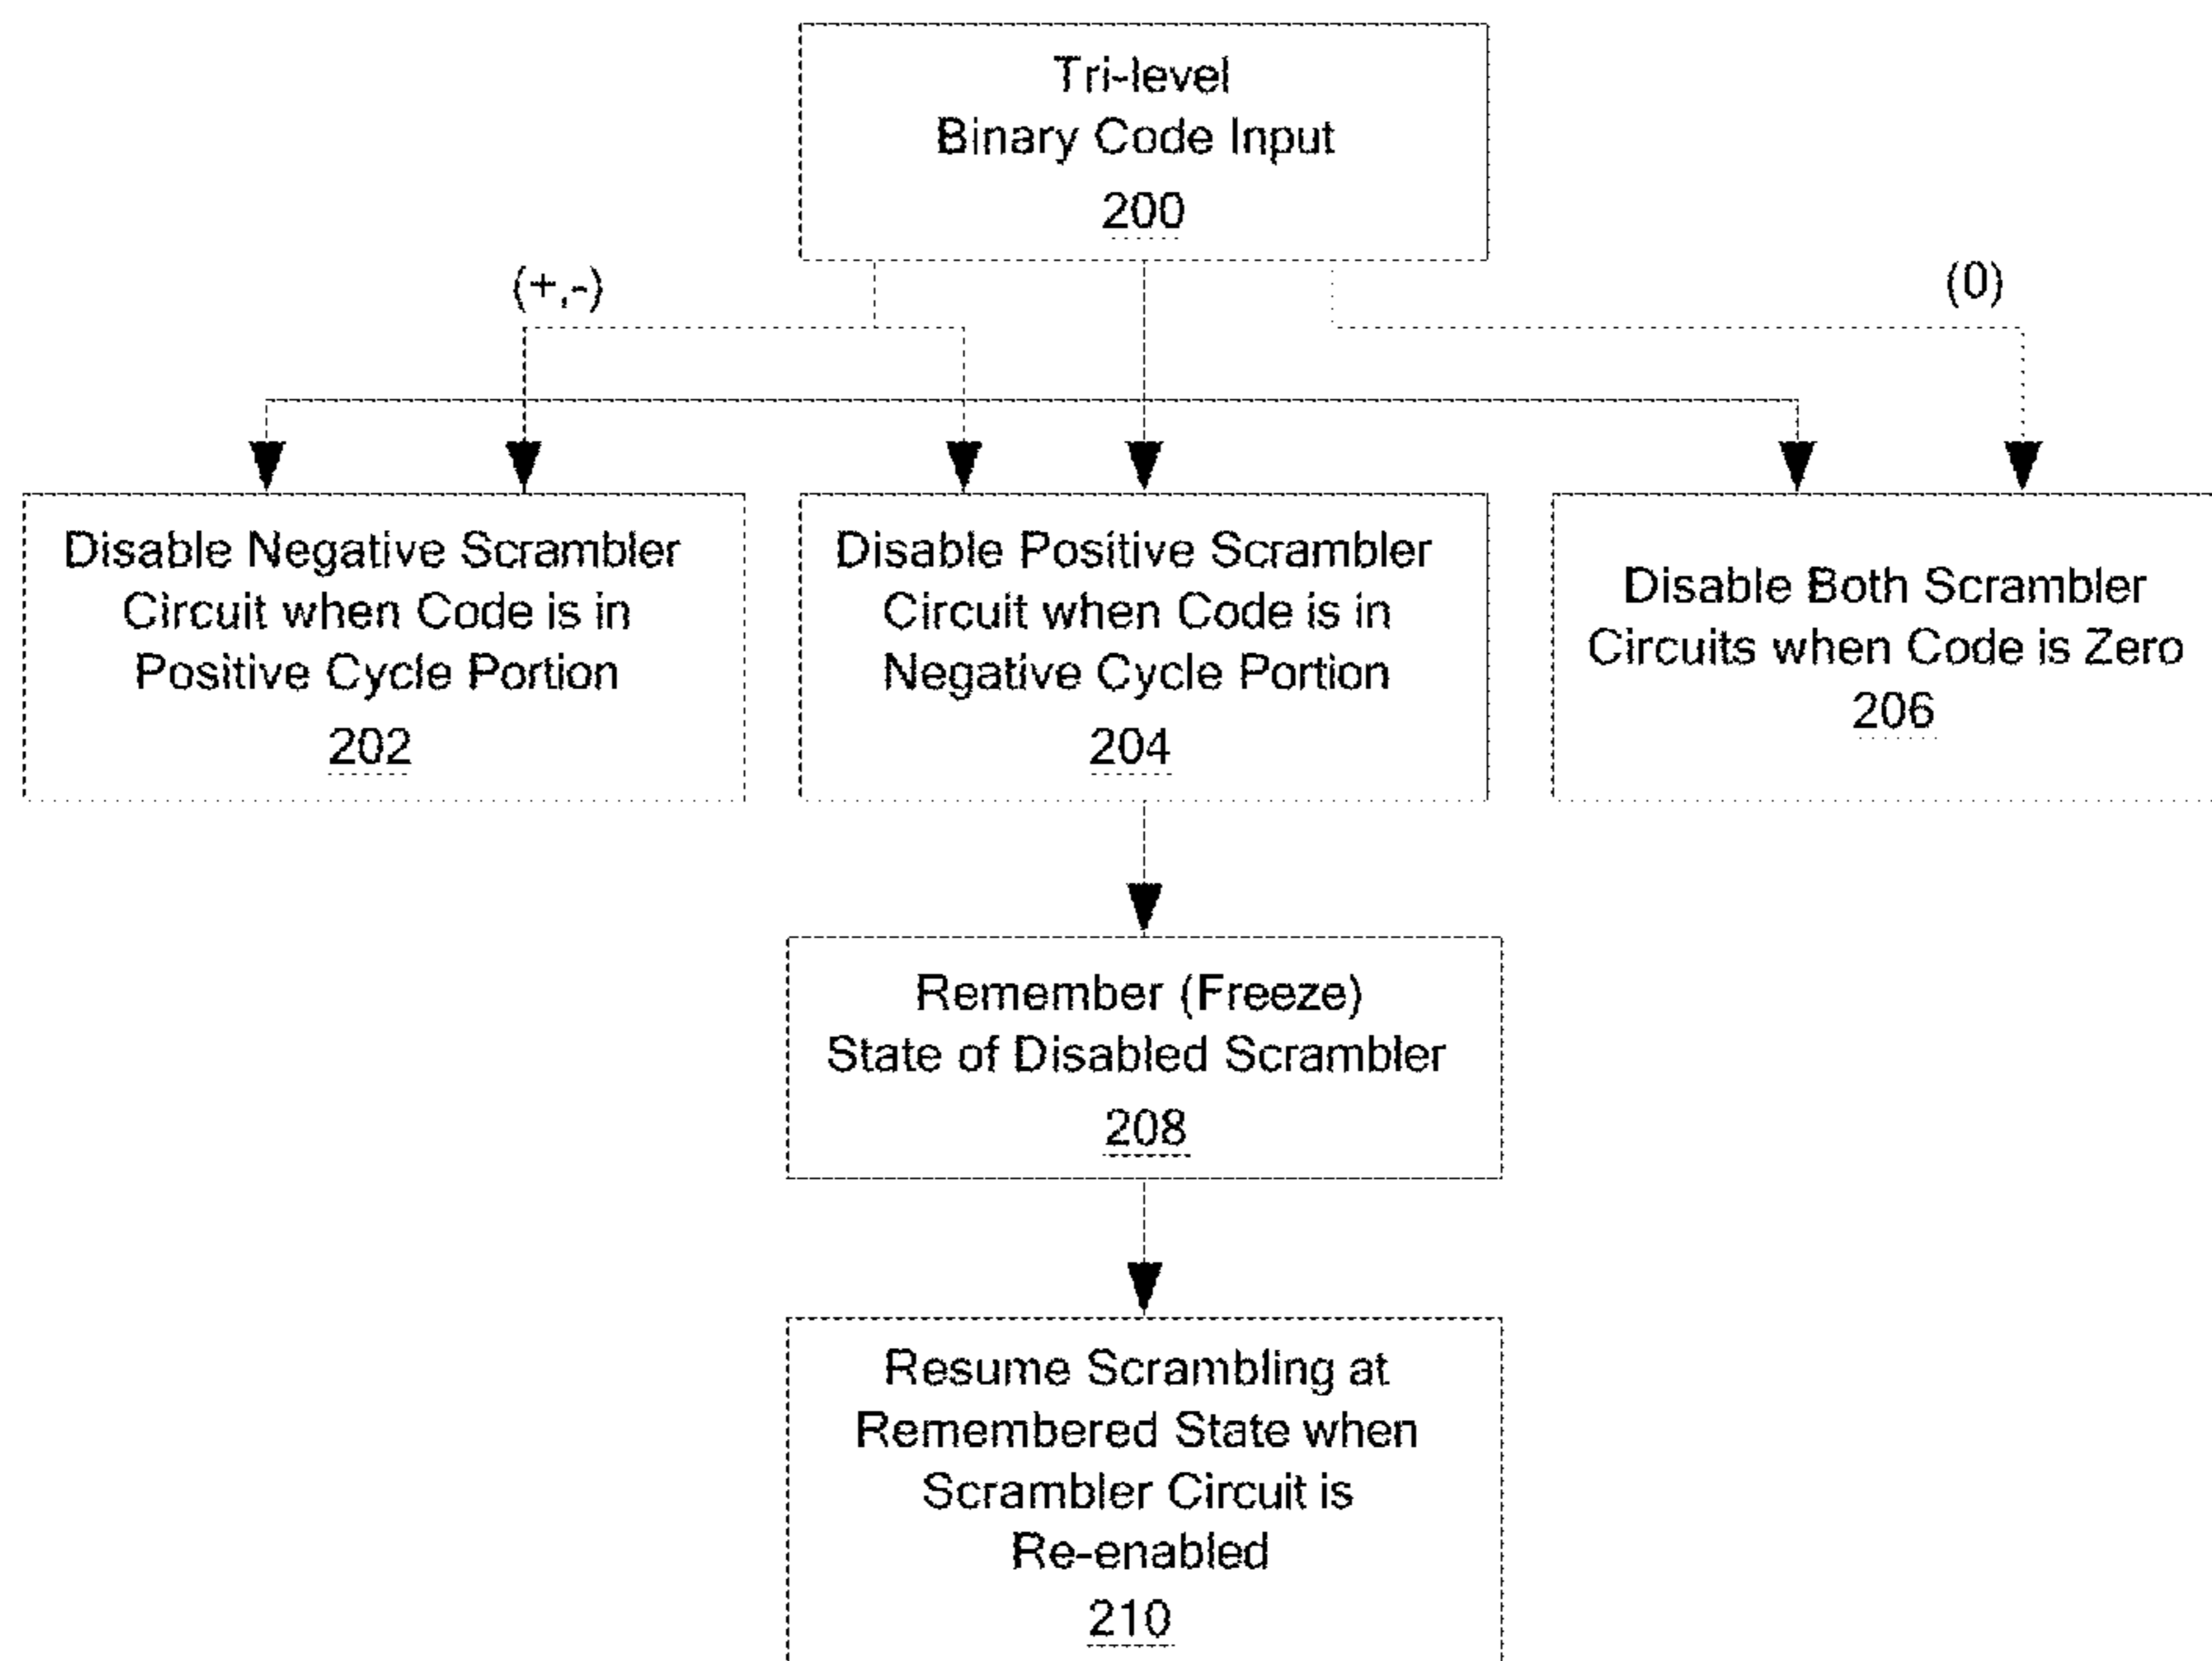 Tri-level
Binary Code Input
200
(+,-)
(0)
Disable Negative Scrambler
Circuit when Code is in
Positive Cycle Portion
202
Disable Positive Scrambler
Circuit when Code is in
Negative Cycle Portion
204
Disable Both Scrambler
Circuits when Code is Zero
206
Remember (Freeze)
State of Disabled Scrambler
208
Resume Scrambling at
Remembered State when
Scrambler Circuit is
Re-enabled
210